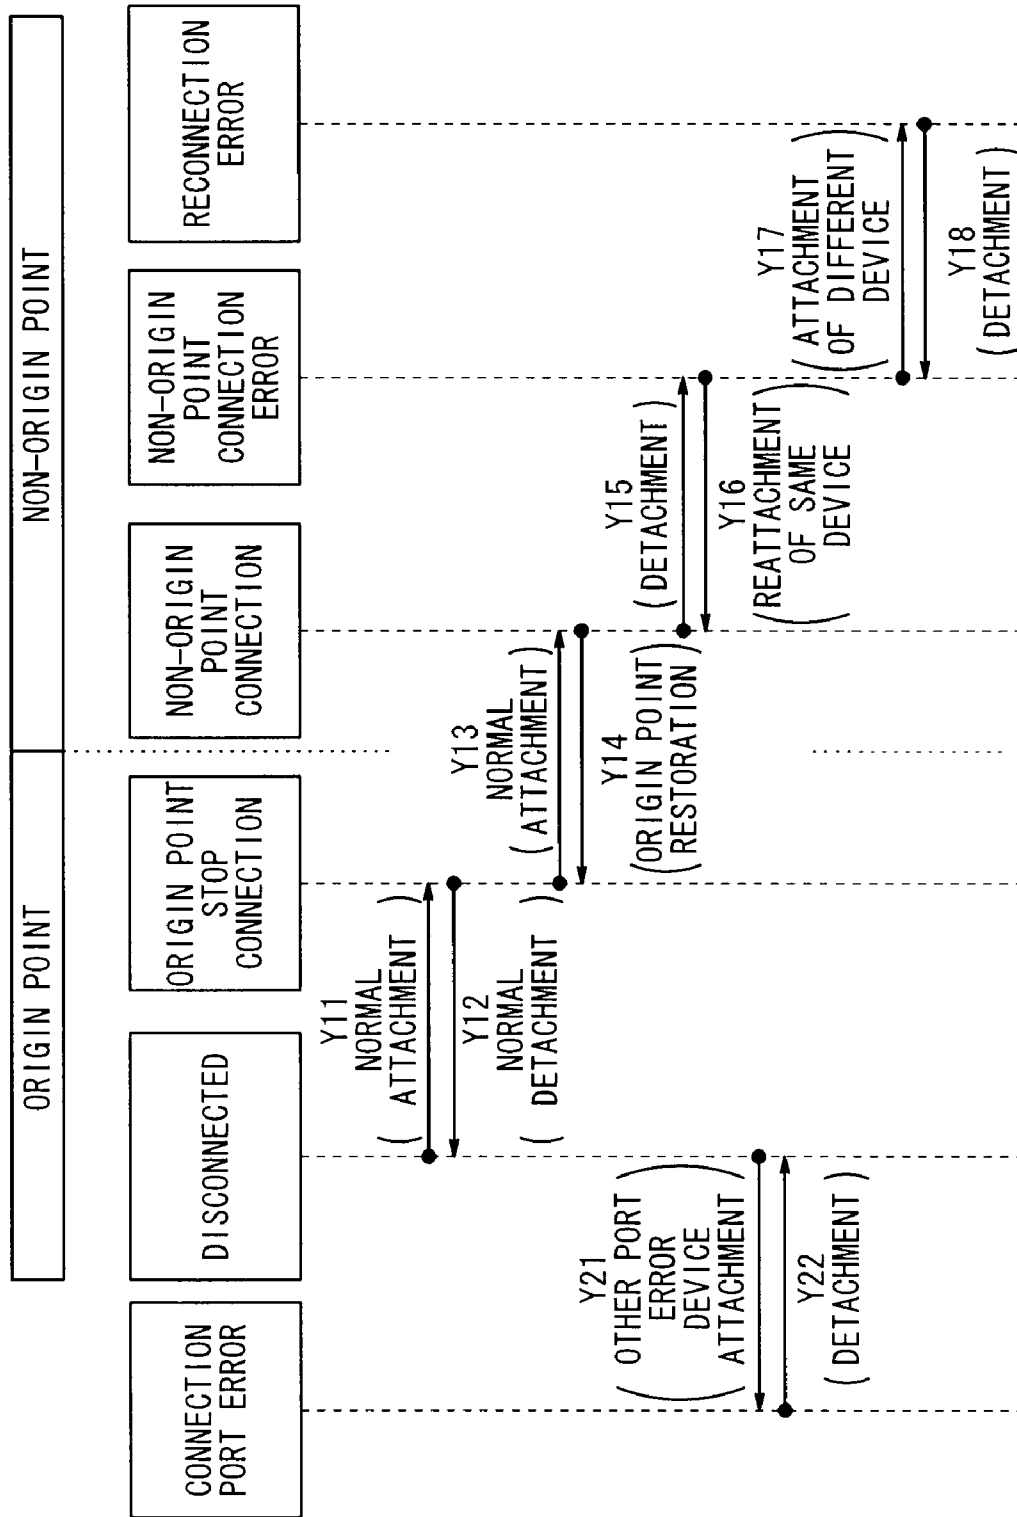 ORIGIN POINT
NON-ORIGIN POINT
CONNECTION
PORT ERROR
DISCONNECTED
ORIGIN POINT
STOP
CONNECTION
NON-ORIGIN
POINT
CONNECTION
NON-ORIGIN
POINT
CONNECTION
ERROR
RECONNECTION
ERROR
Y11
(NORMAL
ATTACHMENT)
Y12
(NORMAL
DETACHMENT)
Y13
(NORMAL
ATTACHMENT)
Y14
(ORIGIN POINT
RESTORATION)
Y15
(DETACHMENT)
Y16
(REATTACHMENT
OF SAME
DEVICE)
Y17
(ATTACHMENT
OF DIFFERENT
DEVICE)
Y18
(DETACHMENT)
Y21
(OTHER PORT
ERROR
DEVICE
ATTACHMENT)
Y22
(DETACHMENT)